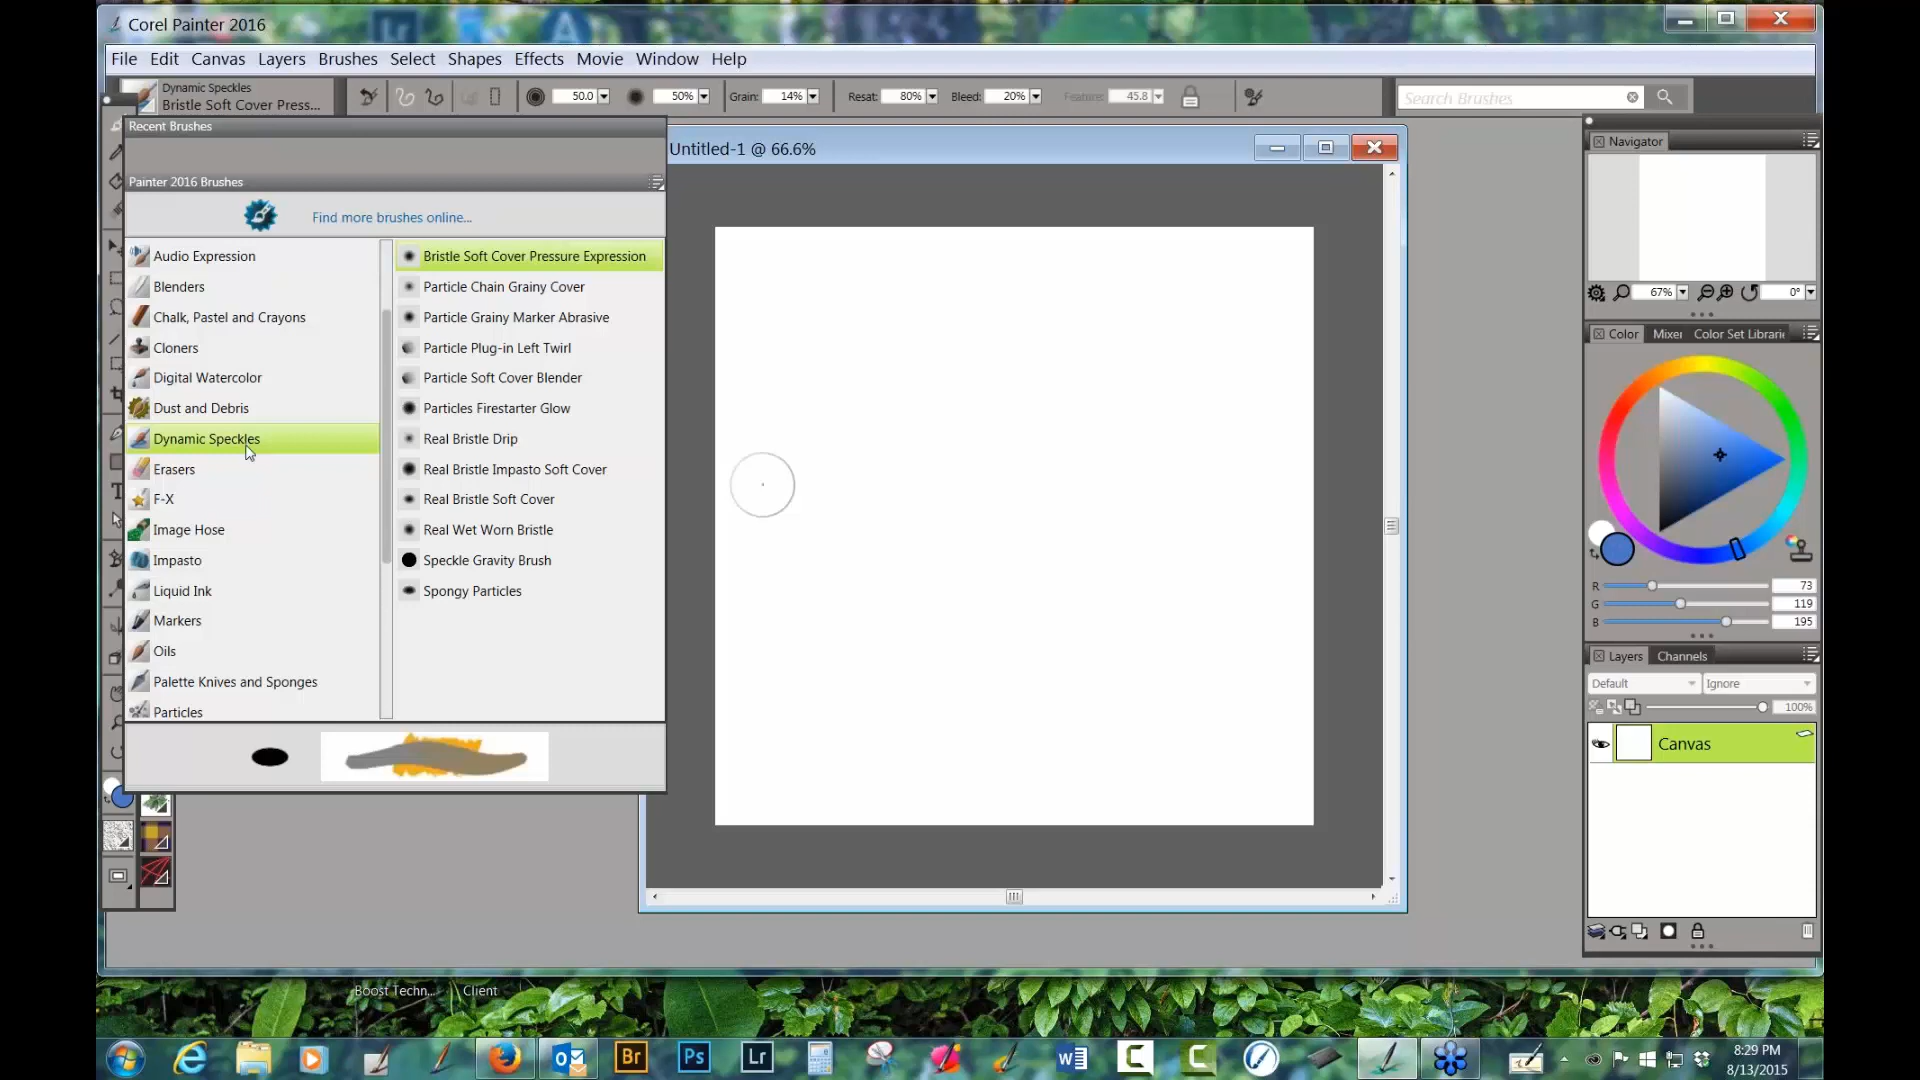 Corel Painter 2016
File Edit Canvas Layers Brushes Select Shapes Effects Movie Window Help
Dynamic Speckles
Bristle Soft Cover Press...
50.0
50%
Grain: 14%
Resat: 80%
Bleed: 20%
Feature: 45.8
Search Brushes
Recent Brushes
Painter 2016 Brushes
Find more brushes online...
Audio Expression
Blenders
Chalk, Pastel and Crayons
Cloners
Digital Watercolor
Dust and Debris
Dynamic Speckles
Erasers
F-X
Image Hose
Impasto
Liquid Ink
Markers
Oils
Palette Knives and Sponges
Particles
Bristle Soft Cover Pressure Expression
Particle Chain Grainy Cover
Particle Grainy Marker Abrasive
Particle Plug-in Left Twirl
Particle Soft Cover Blender
Particles Firestarter Glow
Real Bristle Drip
Real Bristle Impasto Soft Cover
Real Bristle Soft Cover
Real Wet Worn Bristle
Speckle Gravity Brush
Spongy Particles
Untitled-1 @ 66.6%
Navigator
67%
0°
Color Mixer Color Set Librari
R 73
G 119
B 195
Layers Channels
Default Ignore
100%
Canvas
Boost Techn... Client
Br Ps Lr
8:29 PM
8/13/2015